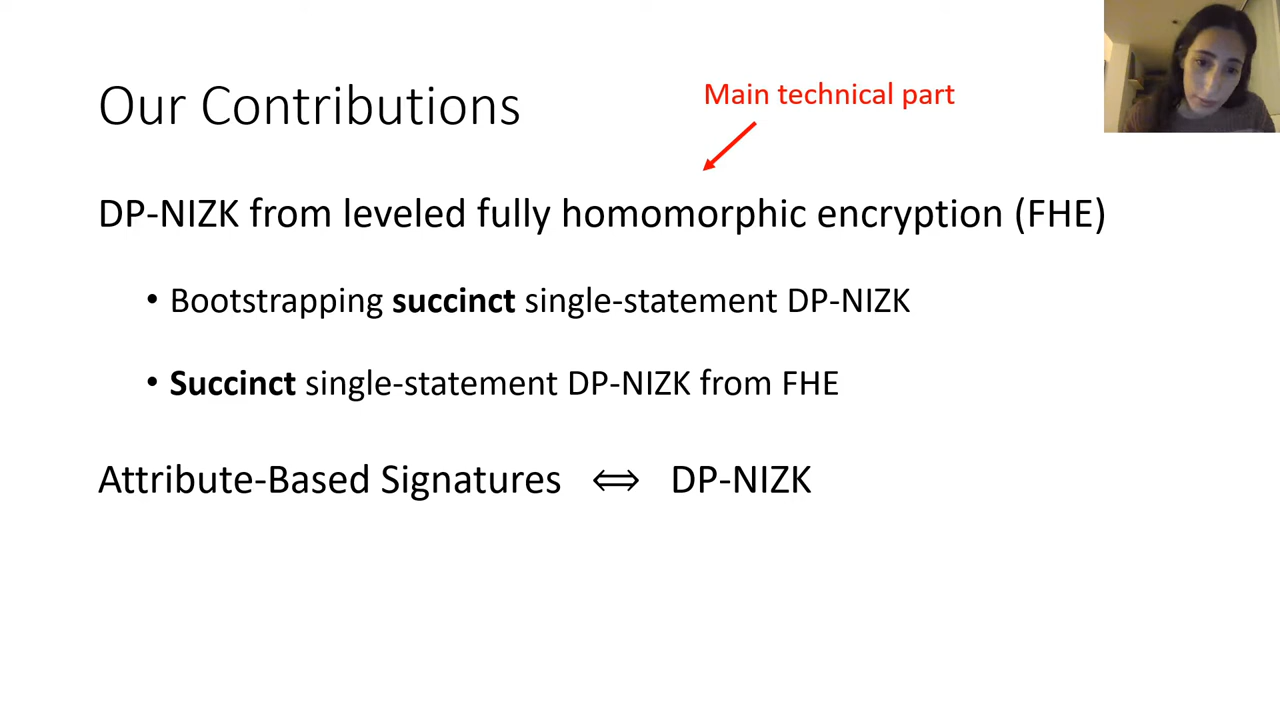 Our Contributions
Main technical part
DP-NIZK from leveled fully homomorphic encryption (FHE)
• Bootstrapping succinct single-statement DP-NIZK
• Succinct single-statement DP-NIZK from FHE
Attribute-Based Signatures ⟺ DP-NIZK